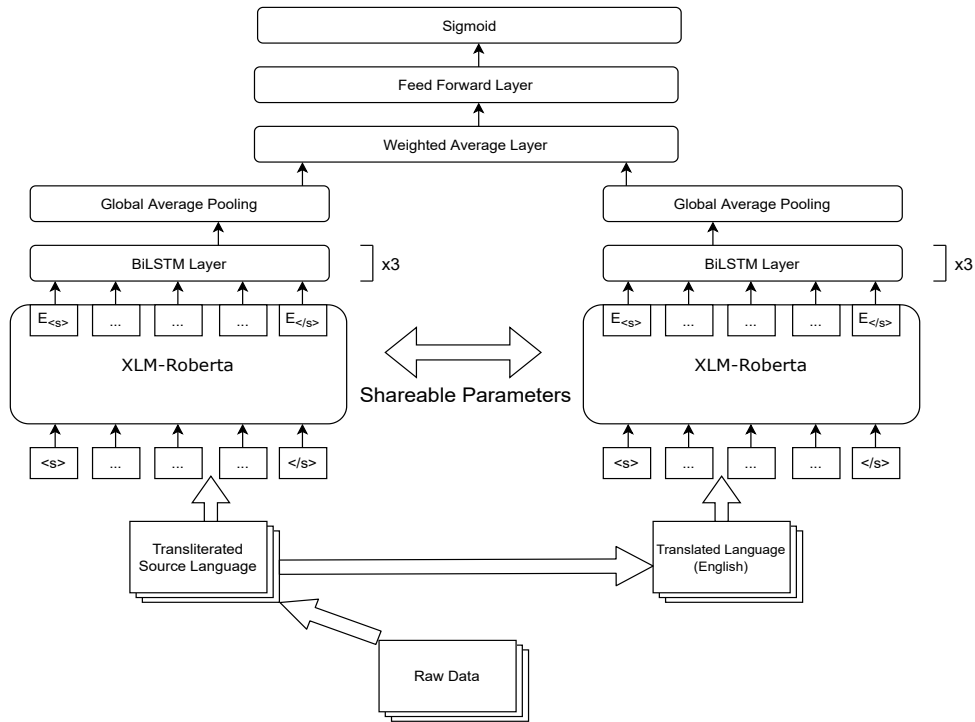 Sigmoid
Feed Forward Layer
Weighted Average Layer
Global Average Pooling
Global Average Pooling
BiLSTM Layer
x3
BiLSTM Layer
x3
E<s>
...
...
...
E</s>
E<s>
...
...
...
E</s>
XLM-Roberta
XLM-Roberta
Shareable Parameters
<s>
...
...
...
</s>
<s>
...
...
...
</s>
Transliterated
Source Language
Translated Language
(English)
Raw Data